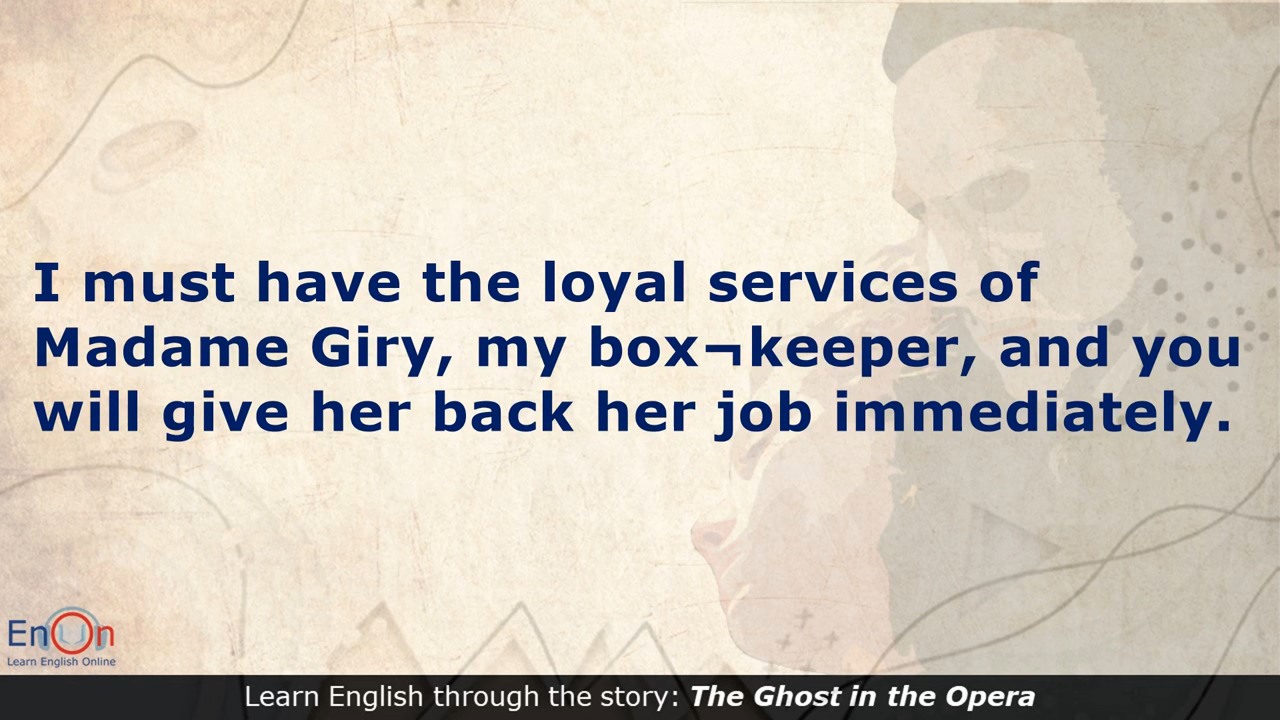 I must have the loyal services of
Madame Giry, my box¬keeper, and you
will give her back her job immediately.
EnOn
Learn English Online
Learn English through the story: The Ghost in the Opera